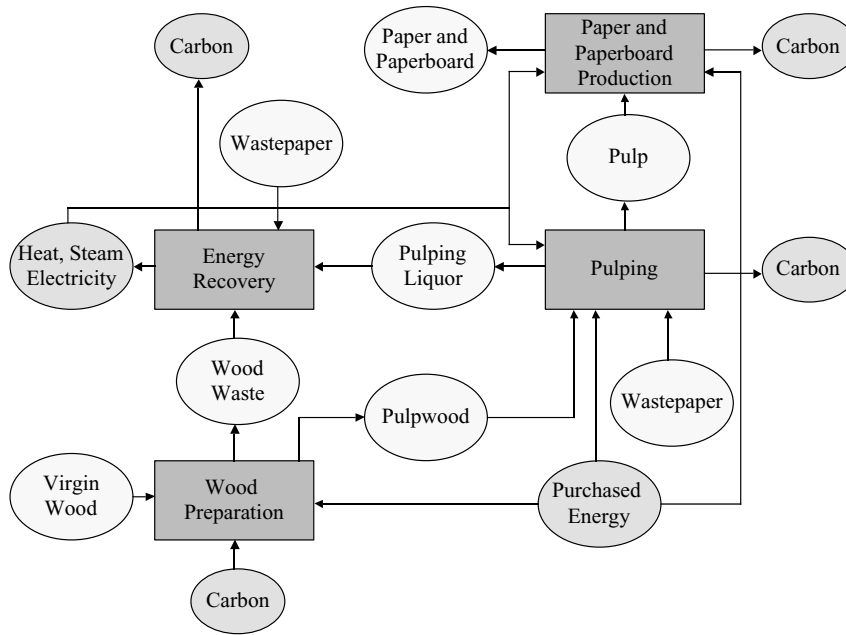 Carbon
Paper and
Paperboard
Paper and
Paperboard
Production
Carbon
Wastepaper
Pulp
Heat, Steam
Electricity
Energy
Recovery
Pulping
Liquor
Pulping
Carbon
Wood
Waste
Pulpwood
Wastepaper
Virgin
Wood
Wood
Preparation
Purchased
Energy
Carbon